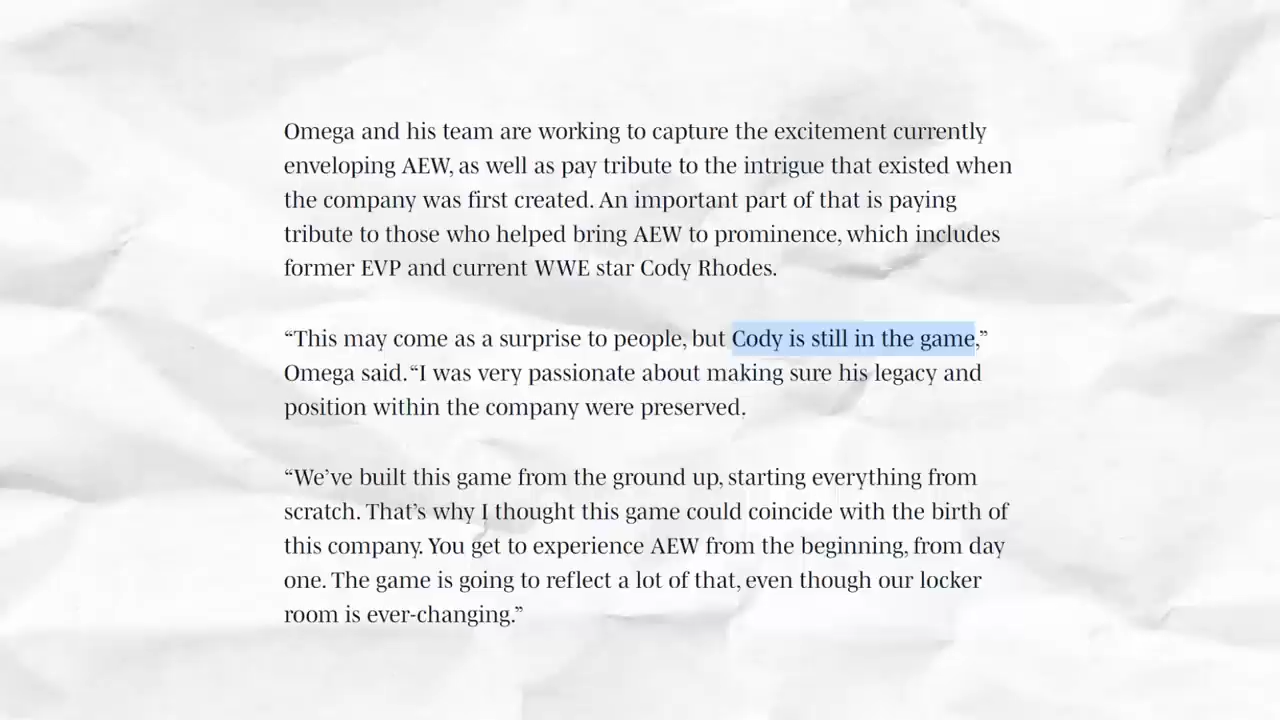 Omega and his team are working to capture the excitement currently
enveloping AEW, as well as pay tribute to the intrigue that existed when
the company was first created. An important part of that is paying
tribute to those who helped bring AEW to prominence, which includes
former EVP and current WWE star Cody Rhodes.
“This may come as a surprise to people, but Cody is still in the game,”
Omega said. “I was very passionate about making sure his legacy and
position within the company were preserved.
“We’ve built this game from the ground up, starting everything from
scratch. That’s why I thought this game could coincide with the birth of
this company. You get to experience AEW from the beginning, from day
one. The game is going to reflect a lot of that, even though our locker
room is ever-changing.”